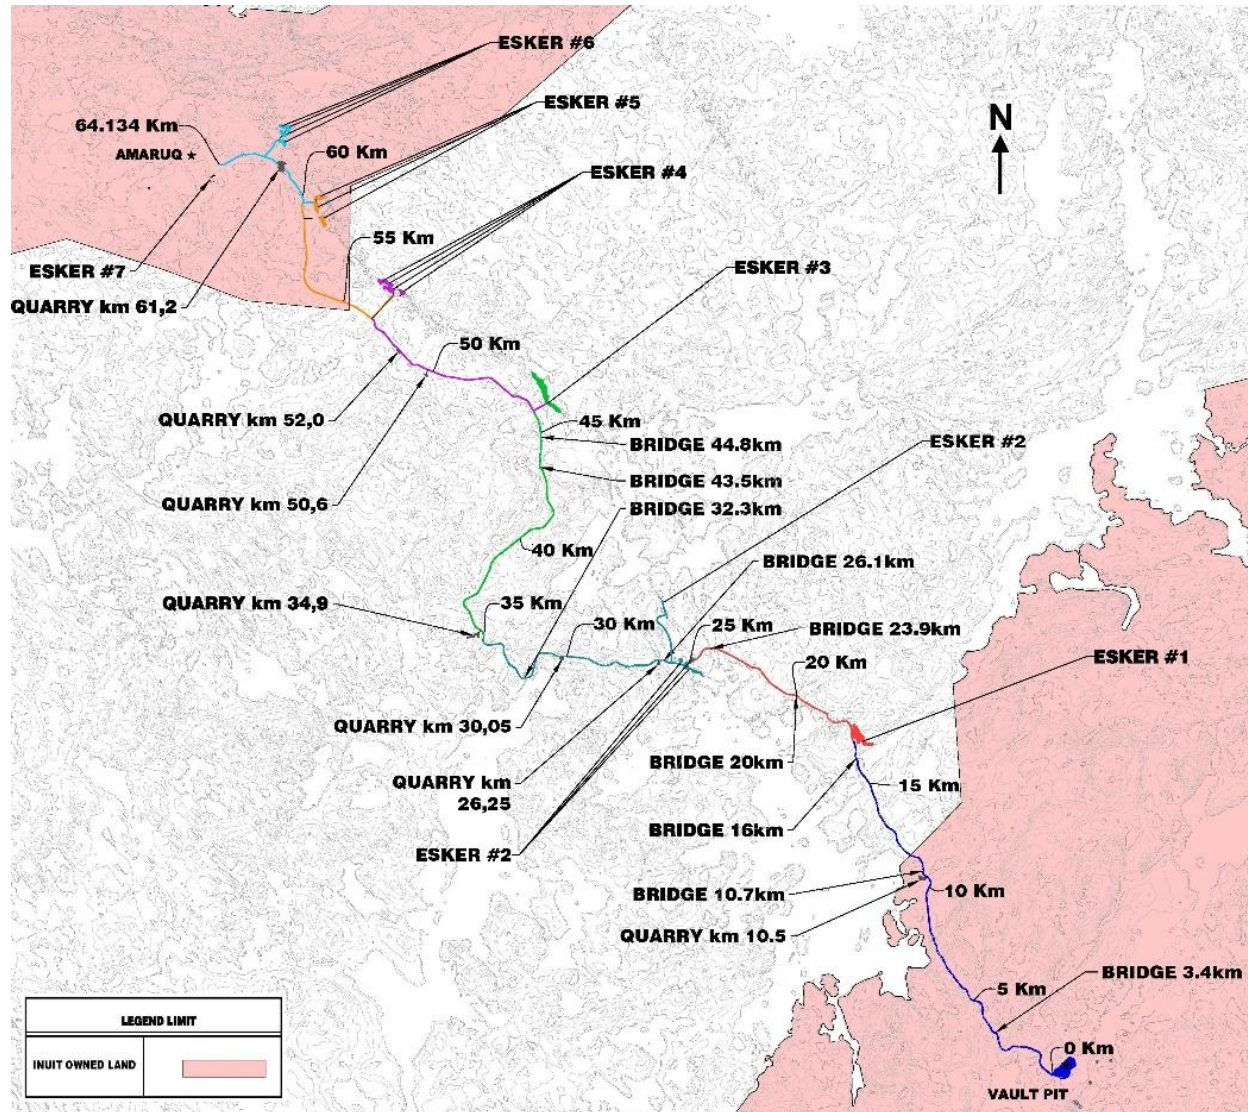 ESKER #6
ESKER #5
64.134 Km
AMARUQ
60 Km
N
ESKER #4
55 Km
ESKER #7
ESKER #3
QUARRY km 61,2
50 Km
QUARRY km 52,0
45 Km
BRIDGE 44.8km
ESKER #2
BRIDGE 43.5km
QUARRY km 50,6
BRIDGE 32.3km
40 Km
BRIDGE 26.1km
QUARRY km 34,9
35 Km
30 Km
25 Km
BRIDGE 23.9km
ESKER #1
20 Km
QUARRY km 30,05
BRIDGE 20km
QUARRY km
26,25
15 Km
BRIDGE 16km
ESKER #2
BRIDGE 10.7km
10 Km
QUARRY km 10.5
BRIDGE 3.4km
5 Km
0 Km
VAULT PIT
LEGEND LIMIT
INUIT OWNED LAND